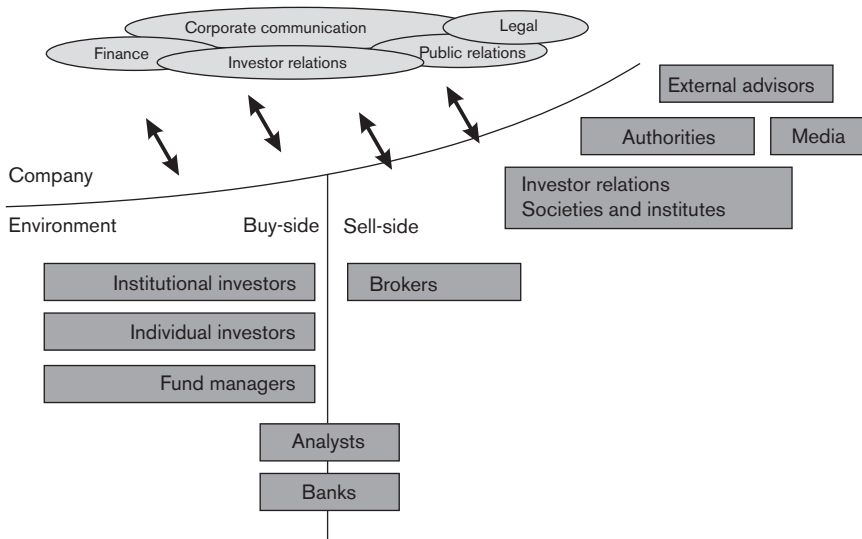 Corporate communication
Legal
Finance
Public relations
Investor relations
External advisors
Authorities
Media
Company
Investor relations
Societies and institutes
Environment
Buy-side
Sell-side
Institutional investors
Brokers
Individual investors
Fund managers
Analysts
Banks